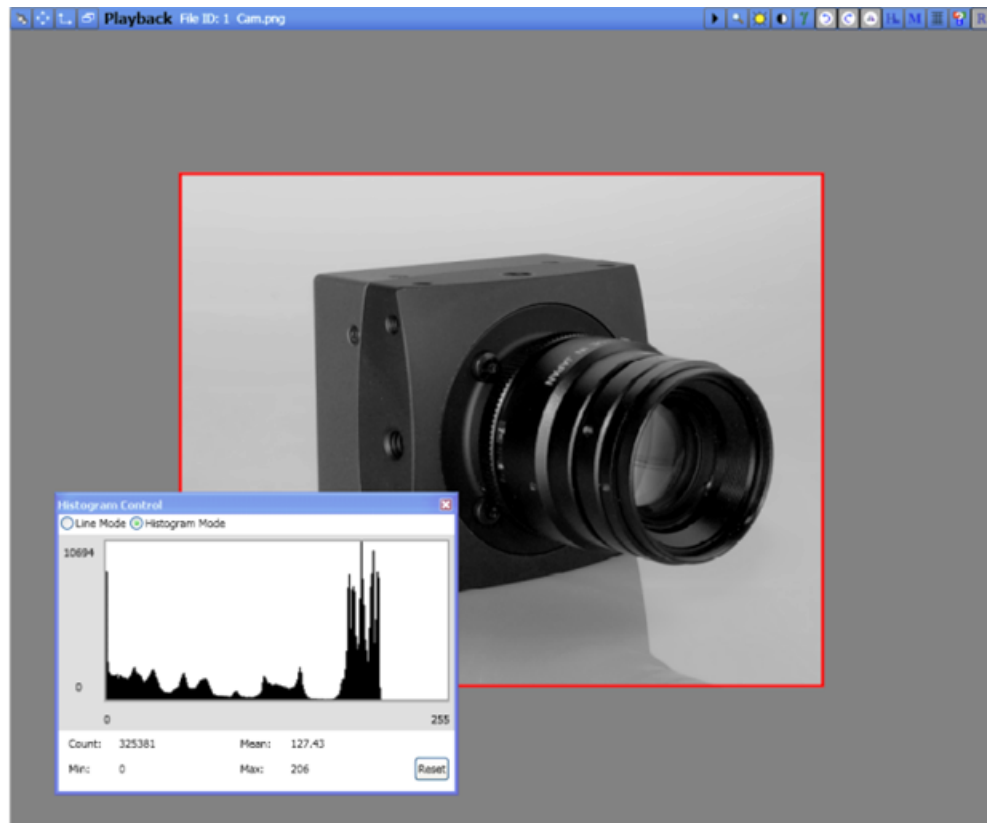 Playback File ID: 1 Cam.png
H M R
Histogram Control
Line Mode Histogram Mode
10694
0
0 255
Count: 325381 Mean: 127.43
Min: 0 Max: 206
Reset